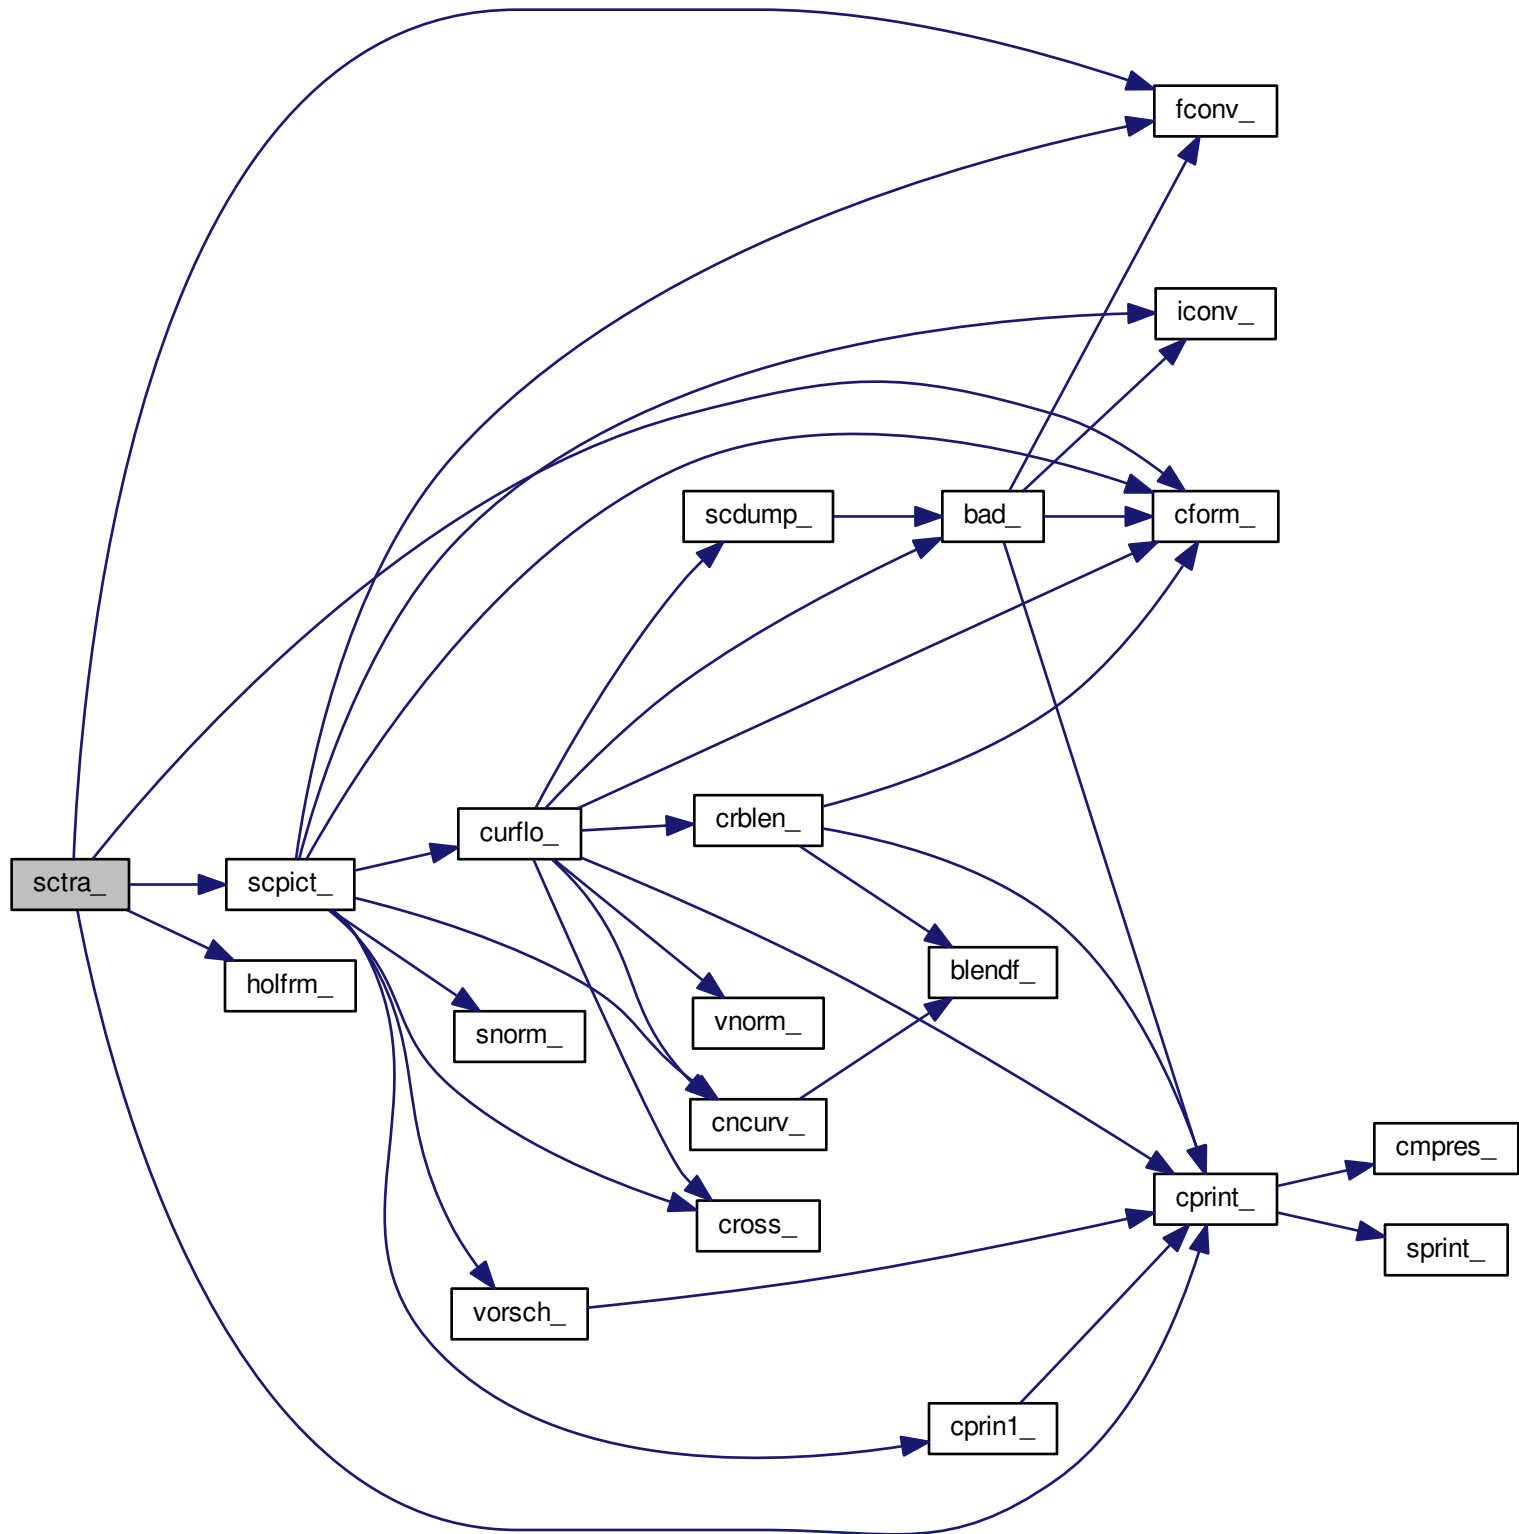 fconv_
iconv_
scdump_
bad_
cform_
curflo_
crblen_
sctra_
scpict_
holfrm_
blendf_
snorm_
vnorm_
cncurv_
cmpres_
cprint_
cross_
sprint_
vorsch_
cprin1_